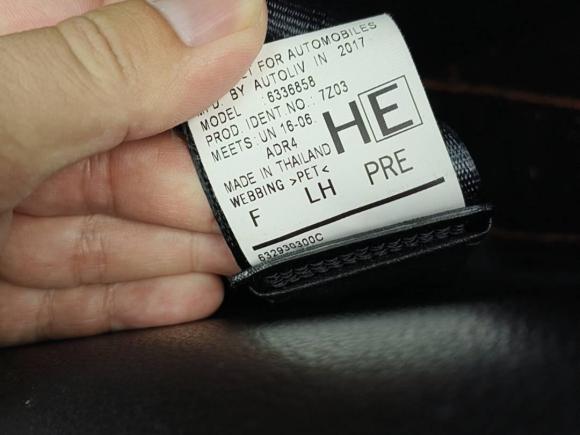 FOR AUTOMOBILES
BY AUTOLIV IN 2017
MODEL : 6336858
PROD. IDENT.NO.: 7Z03
MEETS: UN 16-06
ADR4
HE
MADE IN THAILAND
WEBBING >PET<
F LH PRE
632939300C